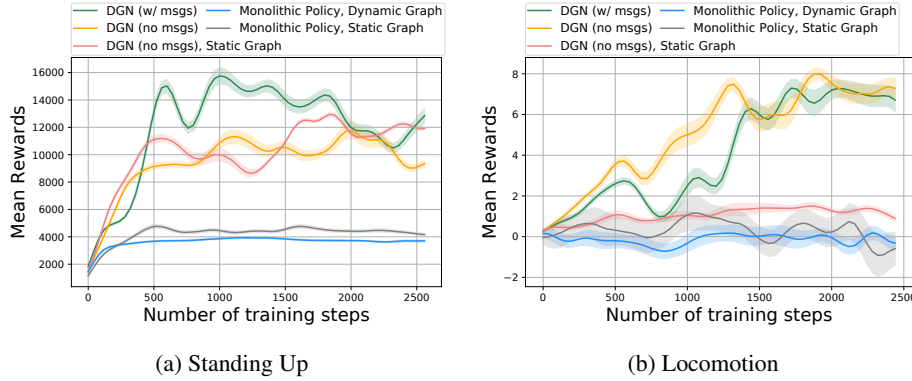 DGN (w/ msgs)
DGN (no msgs)
DGN (no msgs), Static Graph
Monolithic Policy, Dynamic Graph
Monolithic Policy, Static Graph
16000
14000
12000
10000
8000
6000
4000
2000
Mean Rewards
0 500 1000 1500 2000 2500
Number of training steps
(a) Standing Up
DGN (w/ msgs)
DGN (no msgs)
DGN (no msgs), Static Graph
Monolithic Policy, Dynamic Graph
Monolithic Policy, Static Graph
8
6
4
2
0
−2
Mean Rewards
0 500 1000 1500 2000 2500
Number of training steps
(b) Locomotion